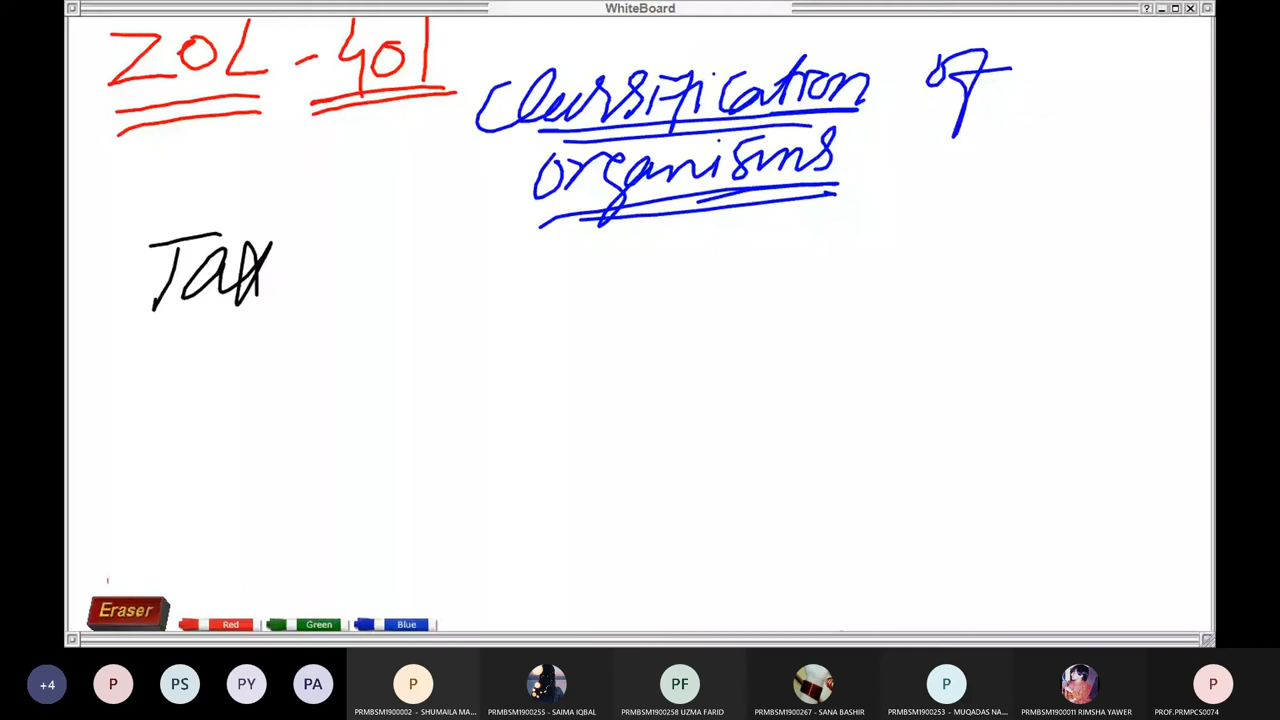 WhiteBoard
ZOL - 401
Classification of
organisms
Tax
Eraser
Red
Green
Blue
+4
P
PS
PY
PA
P
PF
P
P
PRMBSM1900002 - SHUMAILA MA...
PRMBSM1900255 - SAIMA IQBAL
PRMBSM1900258 UZMA FARID
PRMBSM1900267 - SANA BASHIR
PRMBSM1900253 - MUQADAS NA...
PRMBSM1900011 RIMSHA YAWER
PROF.PRMPCS0074